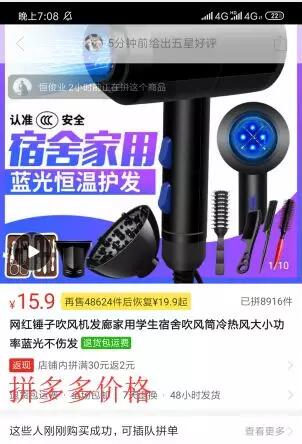 晚上7:08
4G 4G 22
5分钟前给出五星好评
恒俊业 2小时前正在拼这个商品
认准 CCC 安全
宿舍家用
蓝光恒温护发
1/10
¥15.9 再售48624件后恢复¥19.9起 已拼8916件
网红锤子吹风机发廊家用学生宿舍吹风筒冷热风大小功
率蓝光不伤发 退货包运费
返现 店铺内拼满30元返2元
拼多多价格
48小时发货
这些人刚刚购买成功，可插队拼单 查看更多